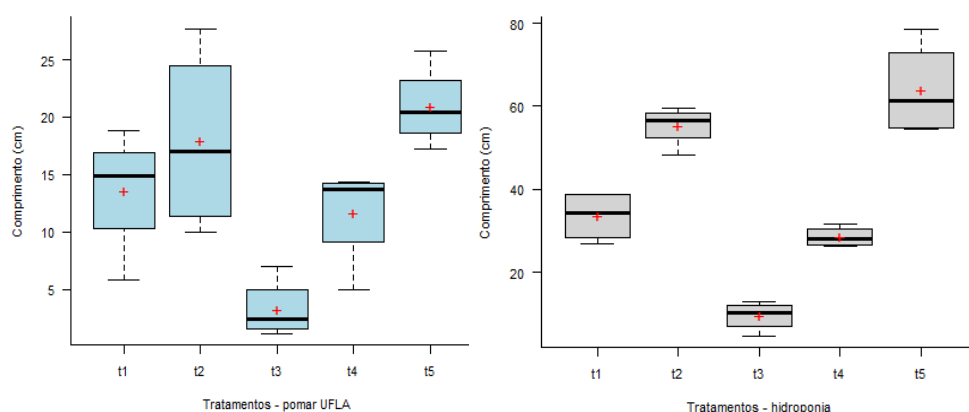 Comprimento (cm)
25
20
15
10
5
t1 t2 t3 t4 t5
Tratamentos - pomar UFLA
Comprimento (cm)
80
60
40
20
t1 t2 t3 t4 t5
Tratamentos - hidroponia